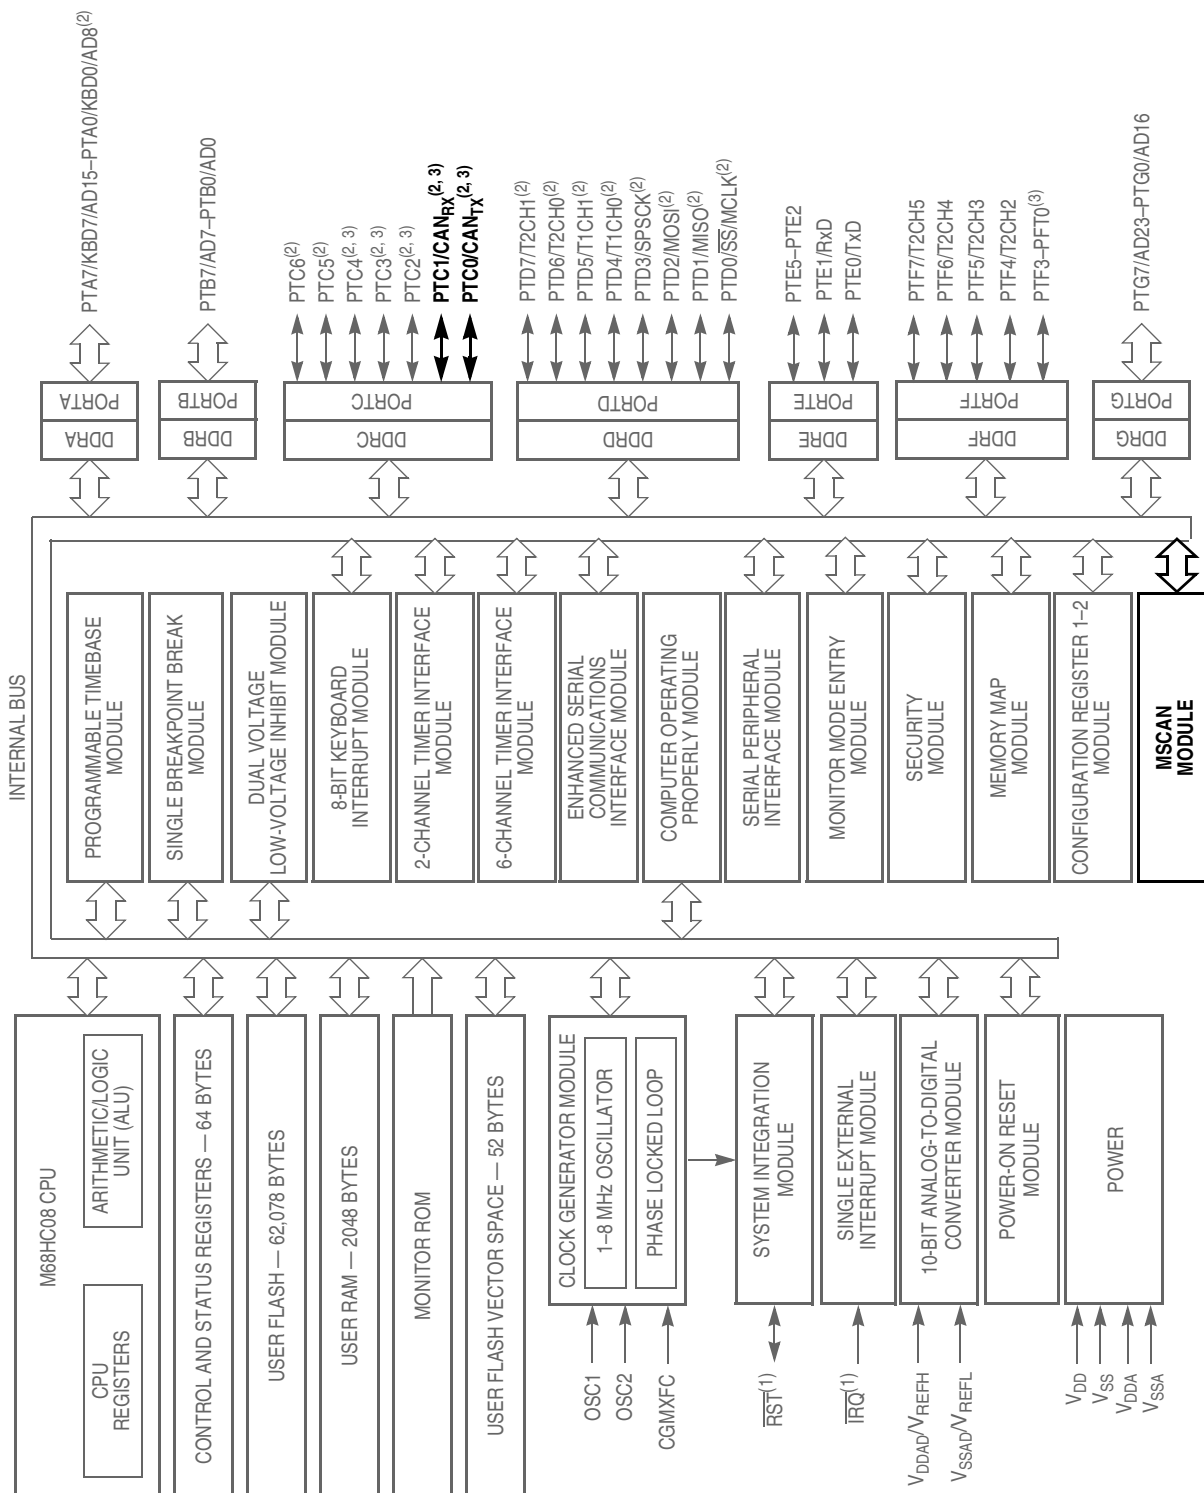 INTERNAL BUS
M68HC08 CPU
CPU
REGISTERS
ARITHMETIC/LOGIC
UNIT (ALU)
CONTROL AND STATUS REGISTERS — 64 BYTES
USER FLASH — 62,078 BYTES
USER RAM — 2048 BYTES
MONITOR ROM
USER FLASH VECTOR SPACE — 52 BYTES
OSC1
OSC2
CGMXFC
CLOCK GENERATOR MODULE
1–8 MHz OSCILLATOR
PHASE LOCKED LOOP
RST(1)
SYSTEM INTEGRATION
MODULE
IRQ(1)
SINGLE EXTERNAL
INTERRUPT MODULE
VDDAD/VREFH
VSSAD/VREFL
10-BIT ANALOG-TO-DIGITAL
CONVERTER MODULE
POWER-ON RESET
MODULE
VDD
VSS
VDDA
VSSA
POWER
PROGRAMMABLE TIMEBASE
MODULE
SINGLE BREAKPOINT BREAK
MODULE
DUAL VOLTAGE
LOW-VOLTAGE INHIBIT MODULE
8-BIT KEYBOARD
INTERRUPT MODULE
2-CHANNEL TIMER INTERFACE
MODULE
6-CHANNEL TIMER INTERFACE
MODULE
ENHANCED SERIAL
COMMUNICATIONS
INTERFACE MODULE
COMPUTER OPERATING
PROPERLY MODULE
SERIAL PERIPHERAL
INTERFACE MODULE
MONITOR MODE ENTRY
MODULE
SECURITY
MODULE
MEMORY MAP
MODULE
CONFIGURATION REGISTER 1–2
MODULE
MSCAN
MODULE
DDRA
PORTA
PTA7/KBD7/AD15–PTA0/KBD0/AD8(2)
DDRB
PORTB
PTB7/AD7–PTB0/AD0
DDRC
PORTC
PTC6(2)
PTC5(2)
PTC4(2, 3)
PTC3(2, 3)
PTC2(2, 3)
PTC1/CANRX(2, 3)
PTC0/CANTX(2, 3)
DDRD
PORTD
PTD7/T2CH1(2)
PTD6/T2CH0(2)
PTD5/T1CH1(2)
PTD4/T1CH0(2)
PTD3/SPSCK(2)
PTD2/MOSI(2)
PTD1/MISO(2)
PTD0/SS/MCLK(2)
DDRE
PORTE
PTE5–PTE2
PTE1/RxD
PTE0/TxD
DDRF
PORTF
PTF7/T2CH5
PTF6/T2CH4
PTF5/T2CH3
PTF4/T2CH2
PTF3–PFT0(3)
DDRG
PORTG
PTG7/AD23–PTG0/AD16